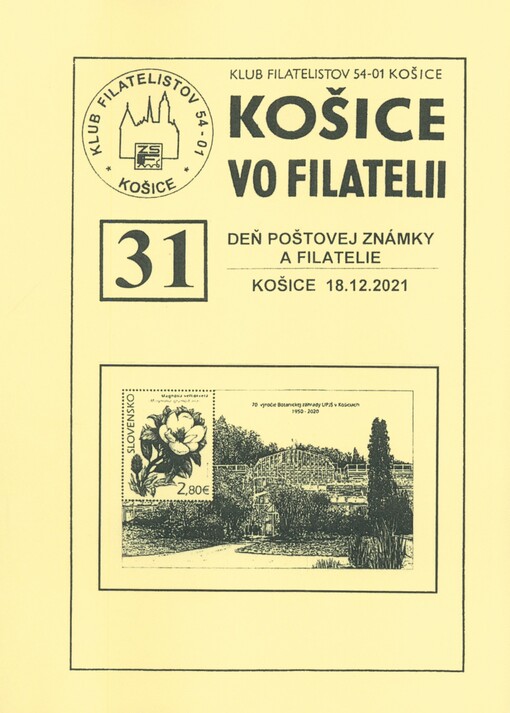 KLUB FILATELISTOV 54-01
* KOŠICE *
ZSF
KLUB FILATELISTOV 54-01 KOŠICE
KOŠICE
VO FILATELII
31
DEŇ POŠTOVEJ ZNÁMKY
A FILATELIE
KOŠICE 18.12.2021
SLOVENSKO
2,80€
70. výročie Botanickej záhrady UPJŠ v Košiciach
1950 - 2020